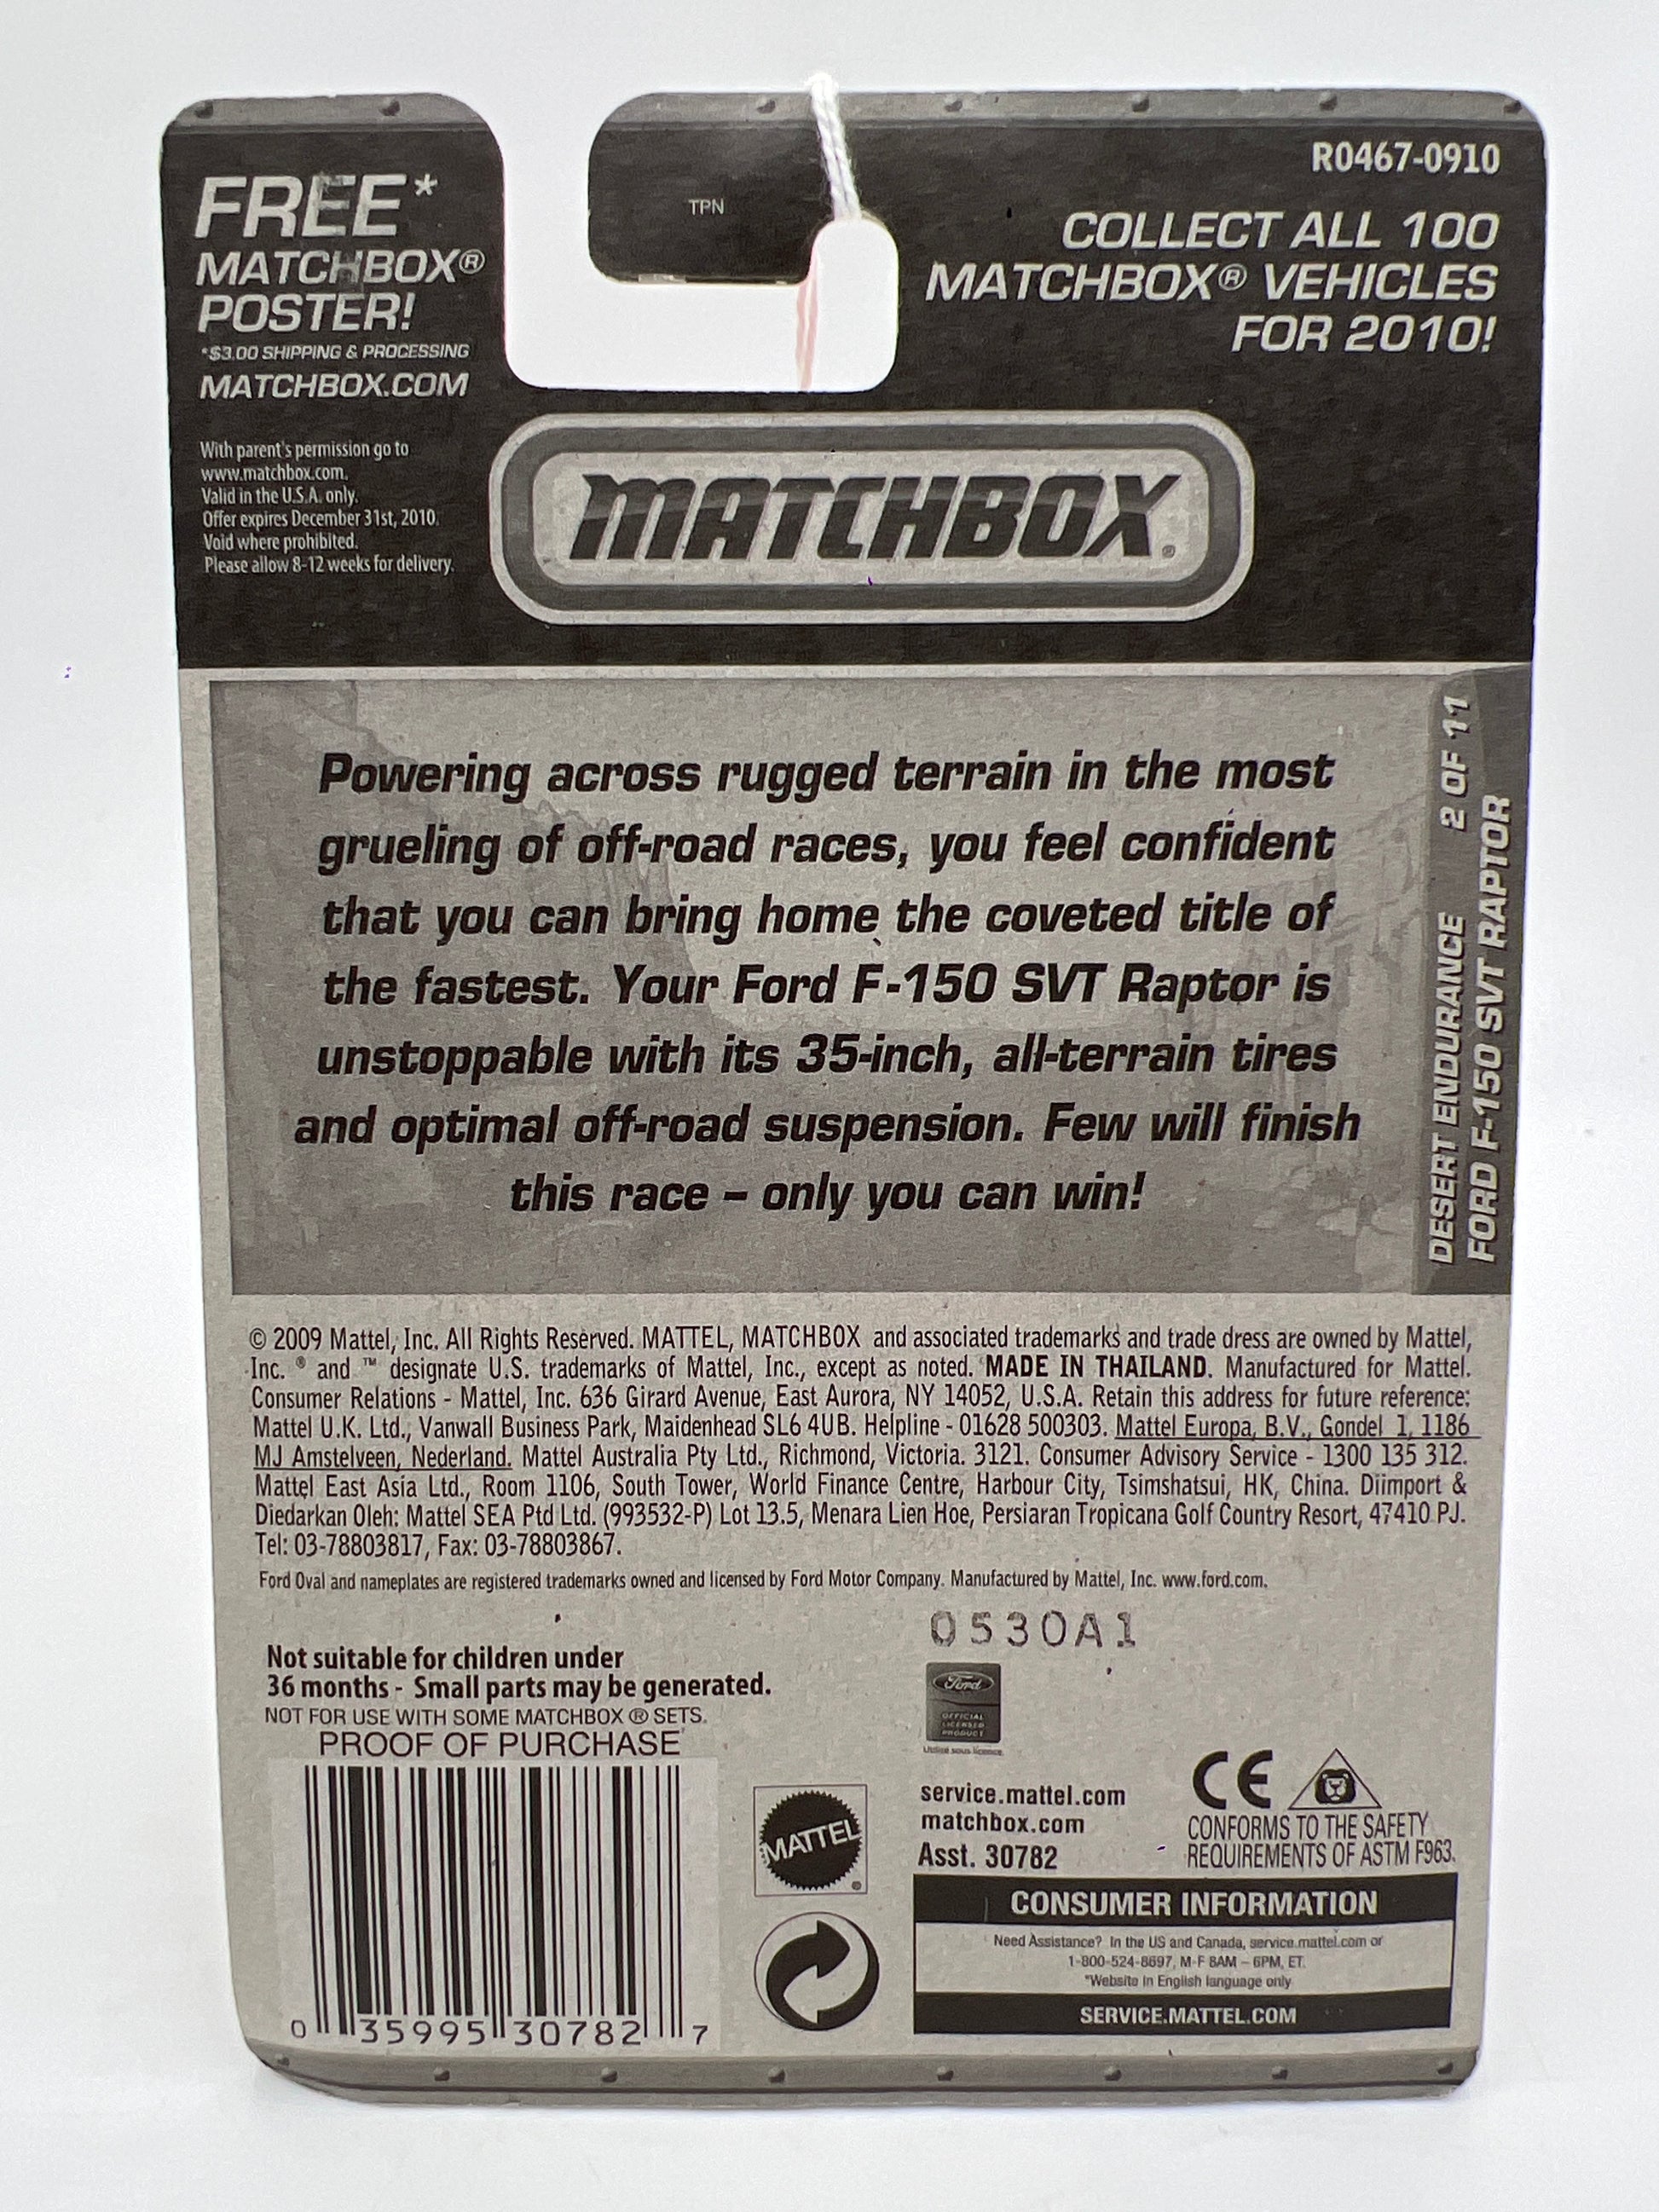 FREE*
MATCHBOX®
POSTER!
*$3.00 SHIPPING & PROCESSING
MATCHBOX.COM
With parent's permission go to
www.matchbox.com.
Valid in the U.S.A. only.
Offer expires December 31st, 2010.
Void where prohibited.
Please allow 8-12 weeks for delivery.
TPN
R0467-0910
COLLECT ALL 100
MATCHBOX® VEHICLES
FOR 2010!
MATCHBOX®
Powering across rugged terrain in the most
grueling of off-road races, you feel confident
that you can bring home the coveted title of
the fastest. Your Ford F-150 SVT Raptor is
unstoppable with its 35-inch, all-terrain tires
and optimal off-road suspension. Few will finish
this race – only you can win!
DESERT ENDURANCE 2 OF 11
FORD F-150 SVT RAPTOR
© 2009 Mattel, Inc. All Rights Reserved. MATTEL, MATCHBOX and associated trademarks and trade dress are owned by Mattel,
Inc. ® and ™ designate U.S. trademarks of Mattel, Inc., except as noted. MADE IN THAILAND. Manufactured for Mattel.
Consumer Relations - Mattel, Inc. 636 Girard Avenue, East Aurora, NY 14052, U.S.A. Retain this address for future reference:
Mattel U.K. Ltd., Vanwall Business Park, Maidenhead SL6 4UB. Helpline - 01628 500303. Mattel Europa, B.V., Gondel 1, 1186
MJ Amstelveen, Nederland. Mattel Australia Pty Ltd., Richmond, Victoria. 3121. Consumer Advisory Service - 1300 135 312.
Mattel East Asia Ltd., Room 1106, South Tower, World Finance Centre, Harbour City, Tsimshatsui, HK, China. Diimport &
Diedarkan Oleh: Mattel SEA Ptd Ltd. (993532-P) Lot 13.5, Menara Lien Hoe, Persiaran Tropicana Golf Country Resort, 47410 PJ.
Tel: 03-78803817, Fax: 03-78803867.
Ford Oval and nameplates are registered trademarks owned and licensed by Ford Motor Company. Manufactured by Mattel, Inc. www.ford.com.
0530A1
Not suitable for children under
36 months - Small parts may be generated.
NOT FOR USE WITH SOME MATCHBOX ® SETS.
PROOF OF PURCHASE
0 35995 30782 7
MATTEL
®
Ford
OFFICIAL
LICENSED
PRODUCT
Utilisé sous licence
service.mattel.com
matchbox.com
Asst. 30782
CE
CONFORMS TO THE SAFETY
REQUIREMENTS OF ASTM F963.
CONSUMER INFORMATION
Need Assistance? In the US and Canada, service.mattel.com or
1-800-524-8697, M-F 8AM – 6PM, ET.
*Website in English language only
SERVICE.MATTEL.COM